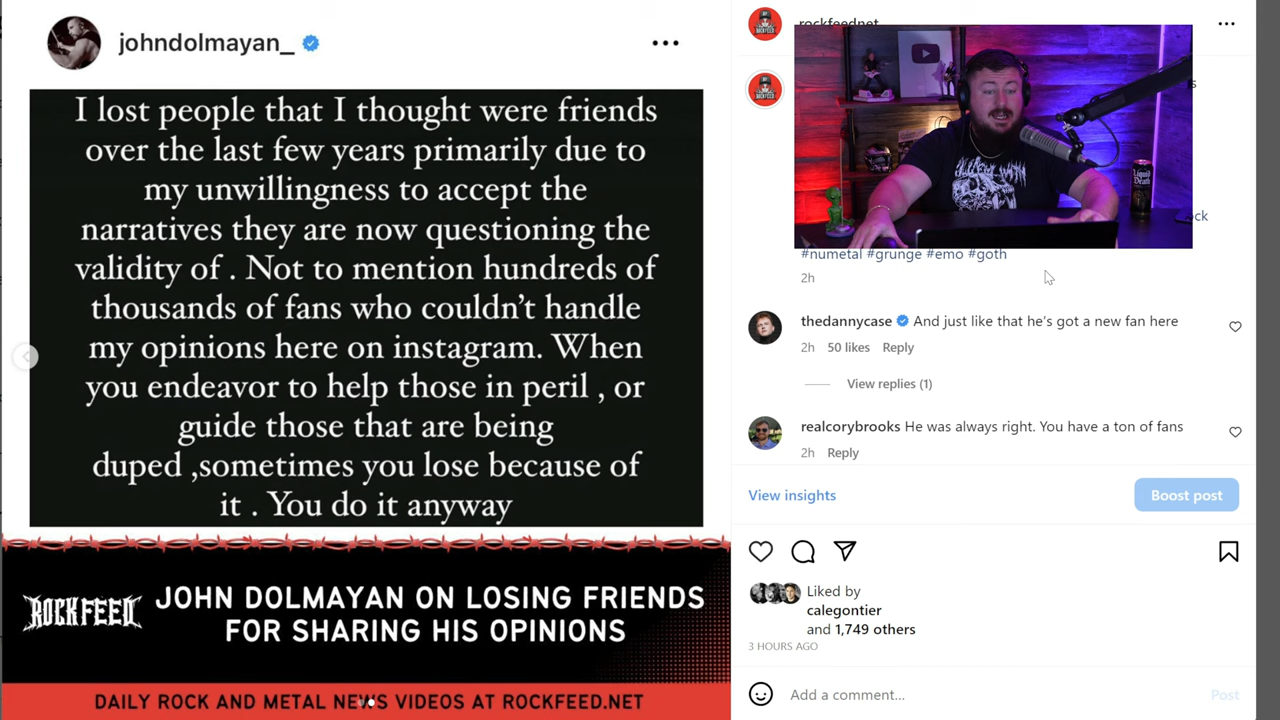 johndolmayan_
I lost people that I thought were friends
over the last few years primarily due to
my unwillingness to accept the
narratives they are now questioning the
validity of . Not to mention hundreds of
thousands of fans who couldn't handle
my opinions here on instagram. When
you endeavor to help those in peril , or
guide those that are being
duped ,sometimes you lose because of
it . You do it anyway
ROCKFEED
JOHN DOLMAYAN ON LOSING FRIENDS
FOR SHARING HIS OPINIONS
DAILY ROCK AND METAL NEWS VIDEOS AT ROCKFEED.NET
rockfeednet
Liquid
Death
#numetal #grunge #emo #goth
2h
thedannycase And just like that he's got a new fan here
2h 50 likes Reply
View replies (1)
realcorybrooks He was always right. You have a ton of fans
2h Reply
View insights
Boost post
Liked by
calegontier
and 1,749 others
3 HOURS AGO
Add a comment...
Post